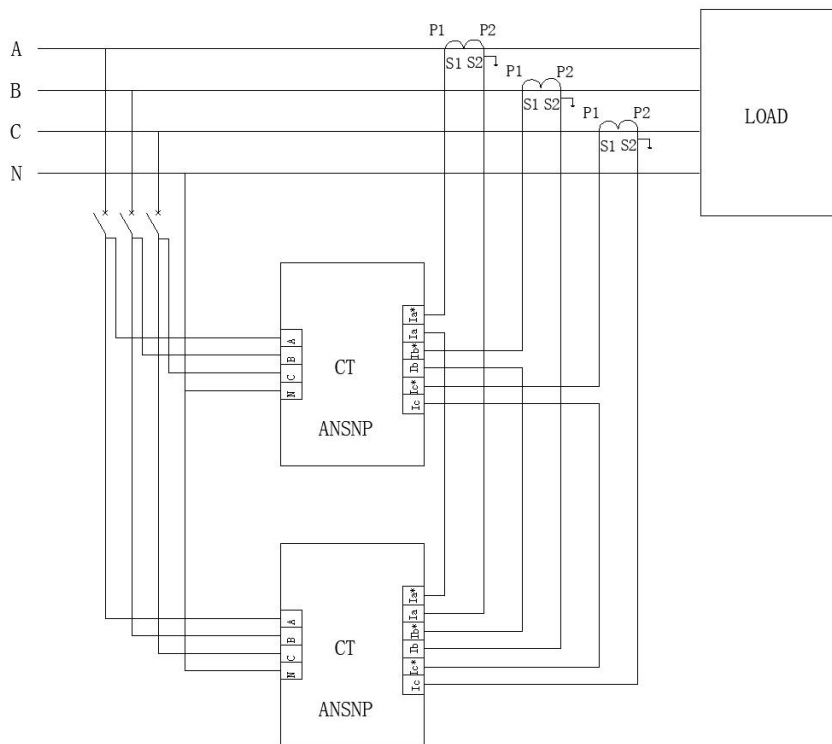 A
B
C
N
P1 P2
S1 S2
P1 P2
S1 S2
P1 P2
S1 S2
LOAD
A
B
C
N
CT
ANSNP
Ia*
Ia
Ib*
Ib
Ic*
Ic
A
B
C
N
CT
ANSNP
Ia*
Ia
Ib*
Ib
Ic*
Ic